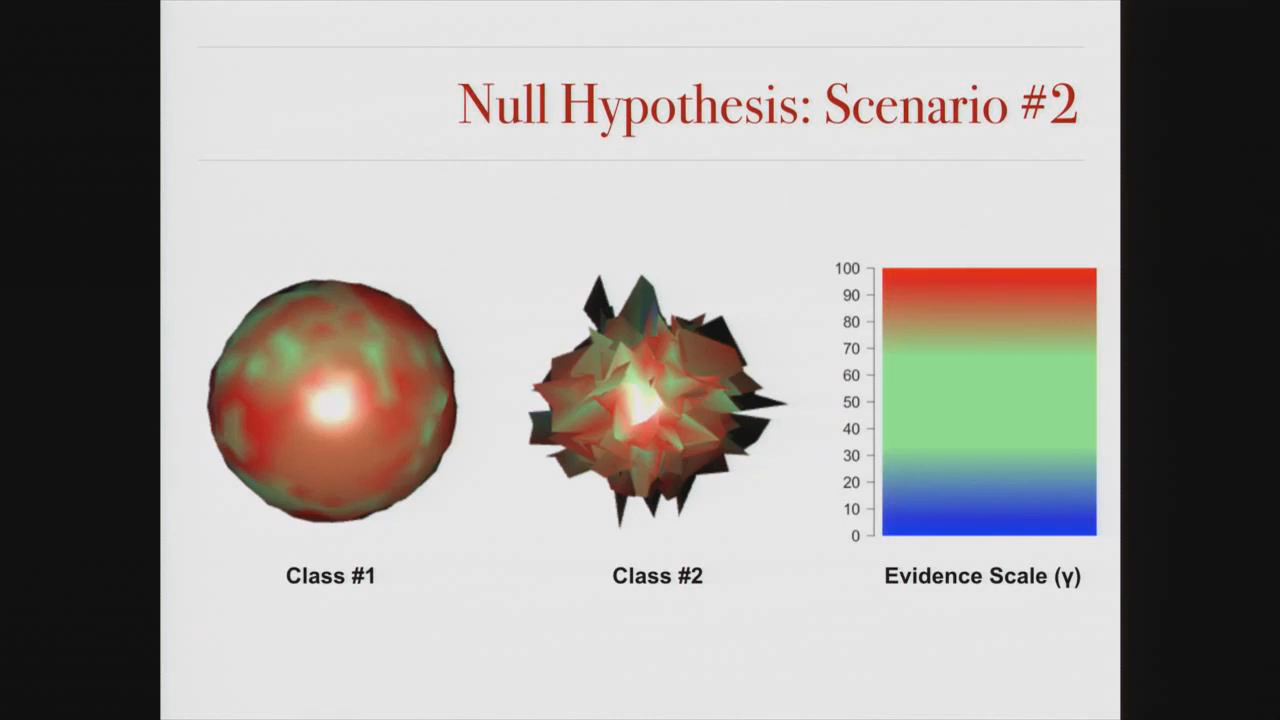 Null Hypothesis: Scenario #2
100
90
80
70
60
50
40
30
20
10
0
Class #1
Class #2
Evidence Scale (γ)